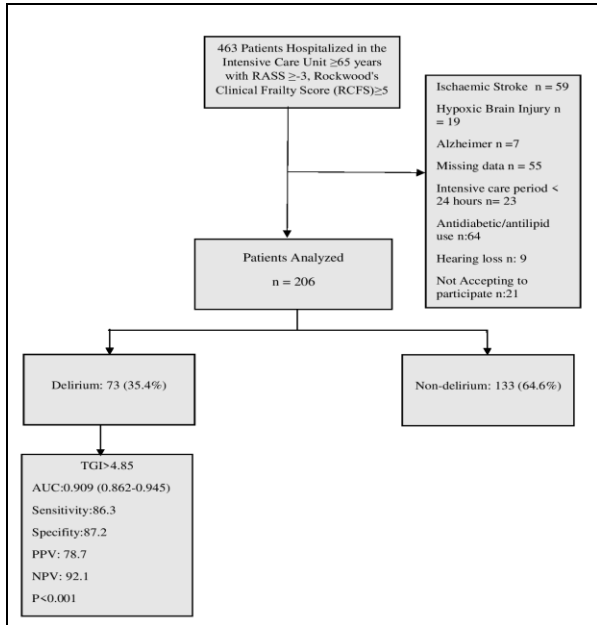 463 Patients Hospitalized in the
Intensive Care Unit ≥65 years
with RASS ≥-3, Rockwood's
Clinical Frailty Score (RCFS)≥5
Ischaemic Stroke n = 59
Hypoxic Brain Injury n
= 19
Alzheimer n =7
Missing data n = 55
Intensive care period <
24 hours n= 23
Antidiabetic/antilipid
use n:64
Hearing loss n: 9
Not Accepting to
participate n:21
Patients Analyzed
n = 206
Delirium: 73 (35.4%)
Non-delirium: 133 (64.6%)
TGI>4.85
AUC:0.909 (0.862-0.945)
Sensitivity:86.3
Specifity:87.2
PPV: 78.7
NPV: 92.1
P<0.001